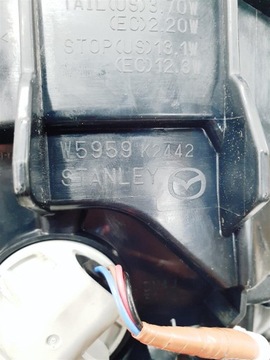 TAIL(US)3.70W
(EC)2.20W
STOP(US)13.1W
(EC)12.6W
W5959 K2442
STANLEY